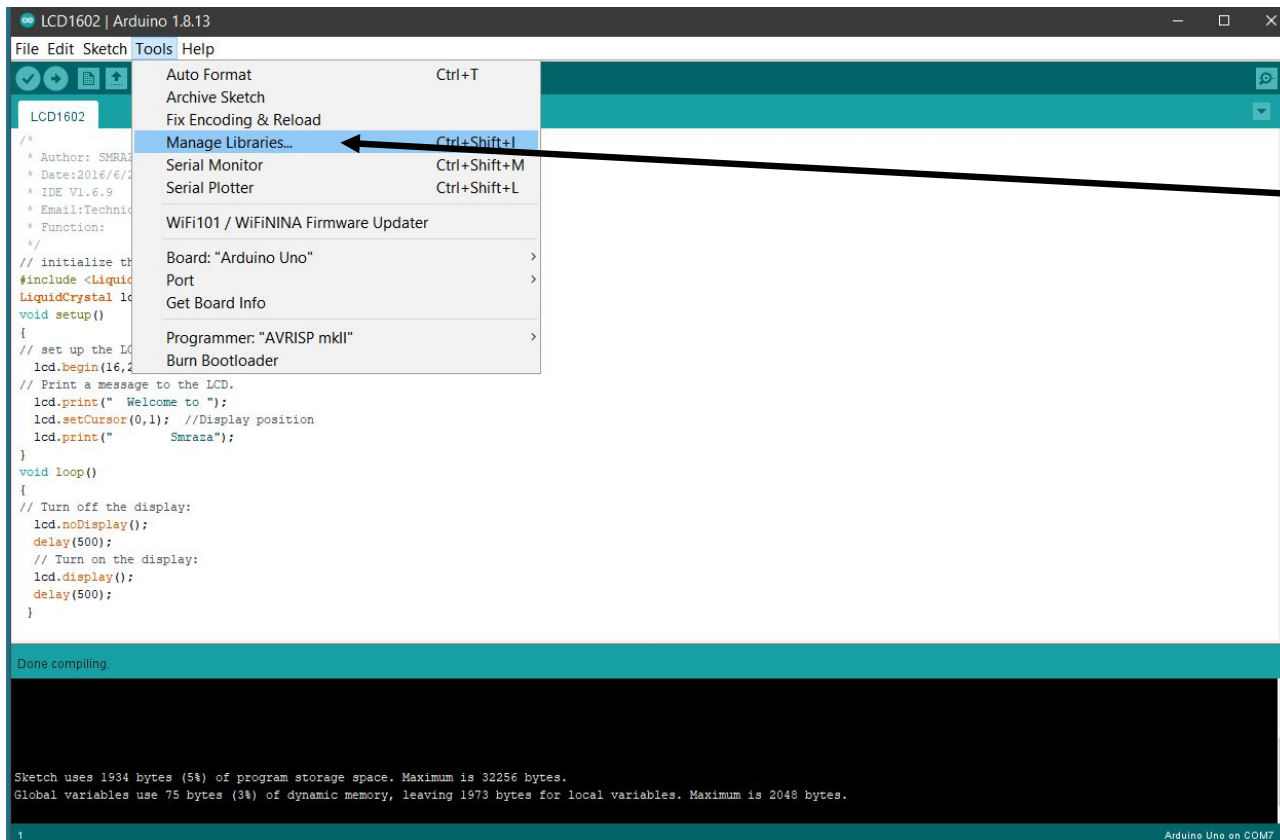 LCD1602 | Arduino 1.8.13
File Edit Sketch Tools Help
Auto Format Ctrl+T
Archive Sketch
Fix Encoding & Reload
Manage Libraries... Ctrl+Shift+I
Serial Monitor Ctrl+Shift+M
Serial Plotter Ctrl+Shift+L
WiFi101 / WiFiNINA Firmware Updater
Board: "Arduino Uno"
Port
Get Board Info
Programmer: "AVRISP mkII"
Burn Bootloader
LCD1602
/*
* Author: SMRAZ
* Date:2016/6/2
* IDE V1.6.9
* Email:Technic
* Function:
*/
// initialize th
#include <Liquid
LiquidCrystal lc
void setup()
{
// set up the LC
lcd.begin(16,2
// Print a message to the LCD.
lcd.print(" Welcome to ");
lcd.setCursor(0,1); //Display position
lcd.print("        Smraza");
}
void loop()
{
// Turn off the display:
lcd.noDisplay();
delay(500);
// Turn on the display:
lcd.display();
delay(500);
}
Done compiling.
Sketch uses 1934 bytes (5%) of program storage space. Maximum is 32256 bytes.
Global variables use 75 bytes (3%) of dynamic memory, leaving 1973 bytes for local variables. Maximum is 2048 bytes.
1 Arduino Uno on COM7